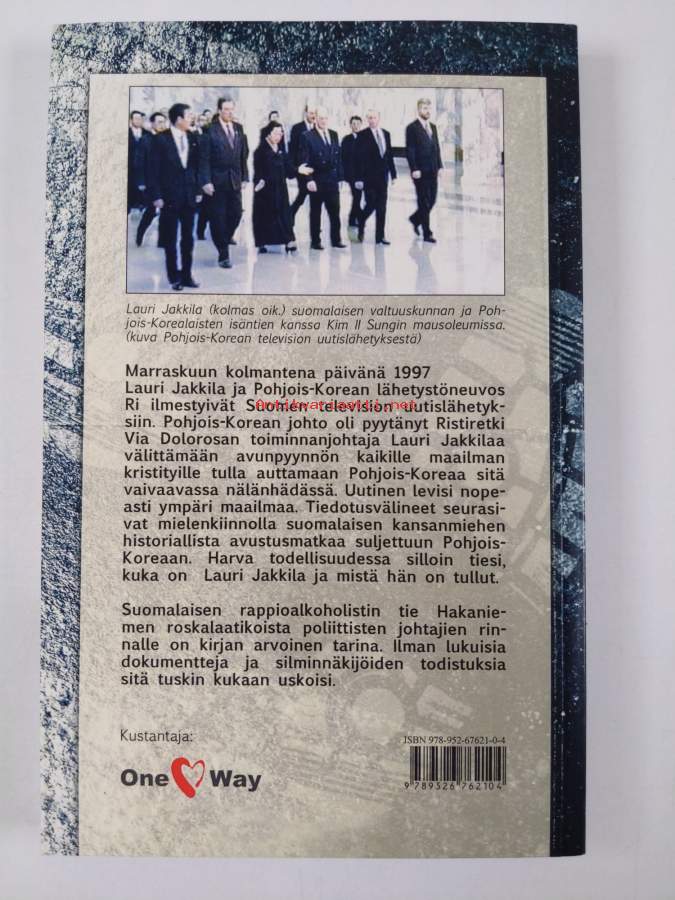 Lauri Jakkila (kolmas oik.) suomalaisen valtuuskunnan ja Poh-
jois-Korealaisten isäntien kanssa Kim Il Sungin mausoleumissa.
(kuva Pohjois-Korean television uutislähetyksestä)
Marraskuun kolmantena päivänä 1997
Lauri Jakkila ja Pohjois-Korean lähetystöneuvos
Ri ilmestyivät Suomen television uutislähetyk-
Antikvariaatti.net
siin. Pohjois-Korean johto oli pyytänyt Ristiretki
Via Dolorosan toiminnanjohtaja Lauri Jakkilaa
välittämään avunpyynnön kaikille maailman
kristityille tulla auttamaan Pohjois-Koreaa sitä
vaivaavassa nälänhädässä. Uutinen levisi nope-
asti ympäri maailmaa. Tiedotusvälineet seurasi-
vat mielenkiinnolla suomalaisen kansanmiehen
historiallista avustusmatkaa suljettuun Pohjois-
Koreaan. Harva todellisuudessa silloin tiesi,
kuka on Lauri Jakkila ja mistä hän on tullut.
Suomalaisen rappioalkoholistin tie Hakanie-
men roskalaatikoista poliittisten johtajien rin-
nalle on kirjan arvoinen tarina. Ilman lukuisia
dokumentteja ja silminnäkijöiden todistuksia
sitä tuskin kukaan uskoisi.
Kustantaja:
One Way
ISBN 978-952-67621-0-4
9 789526 762104